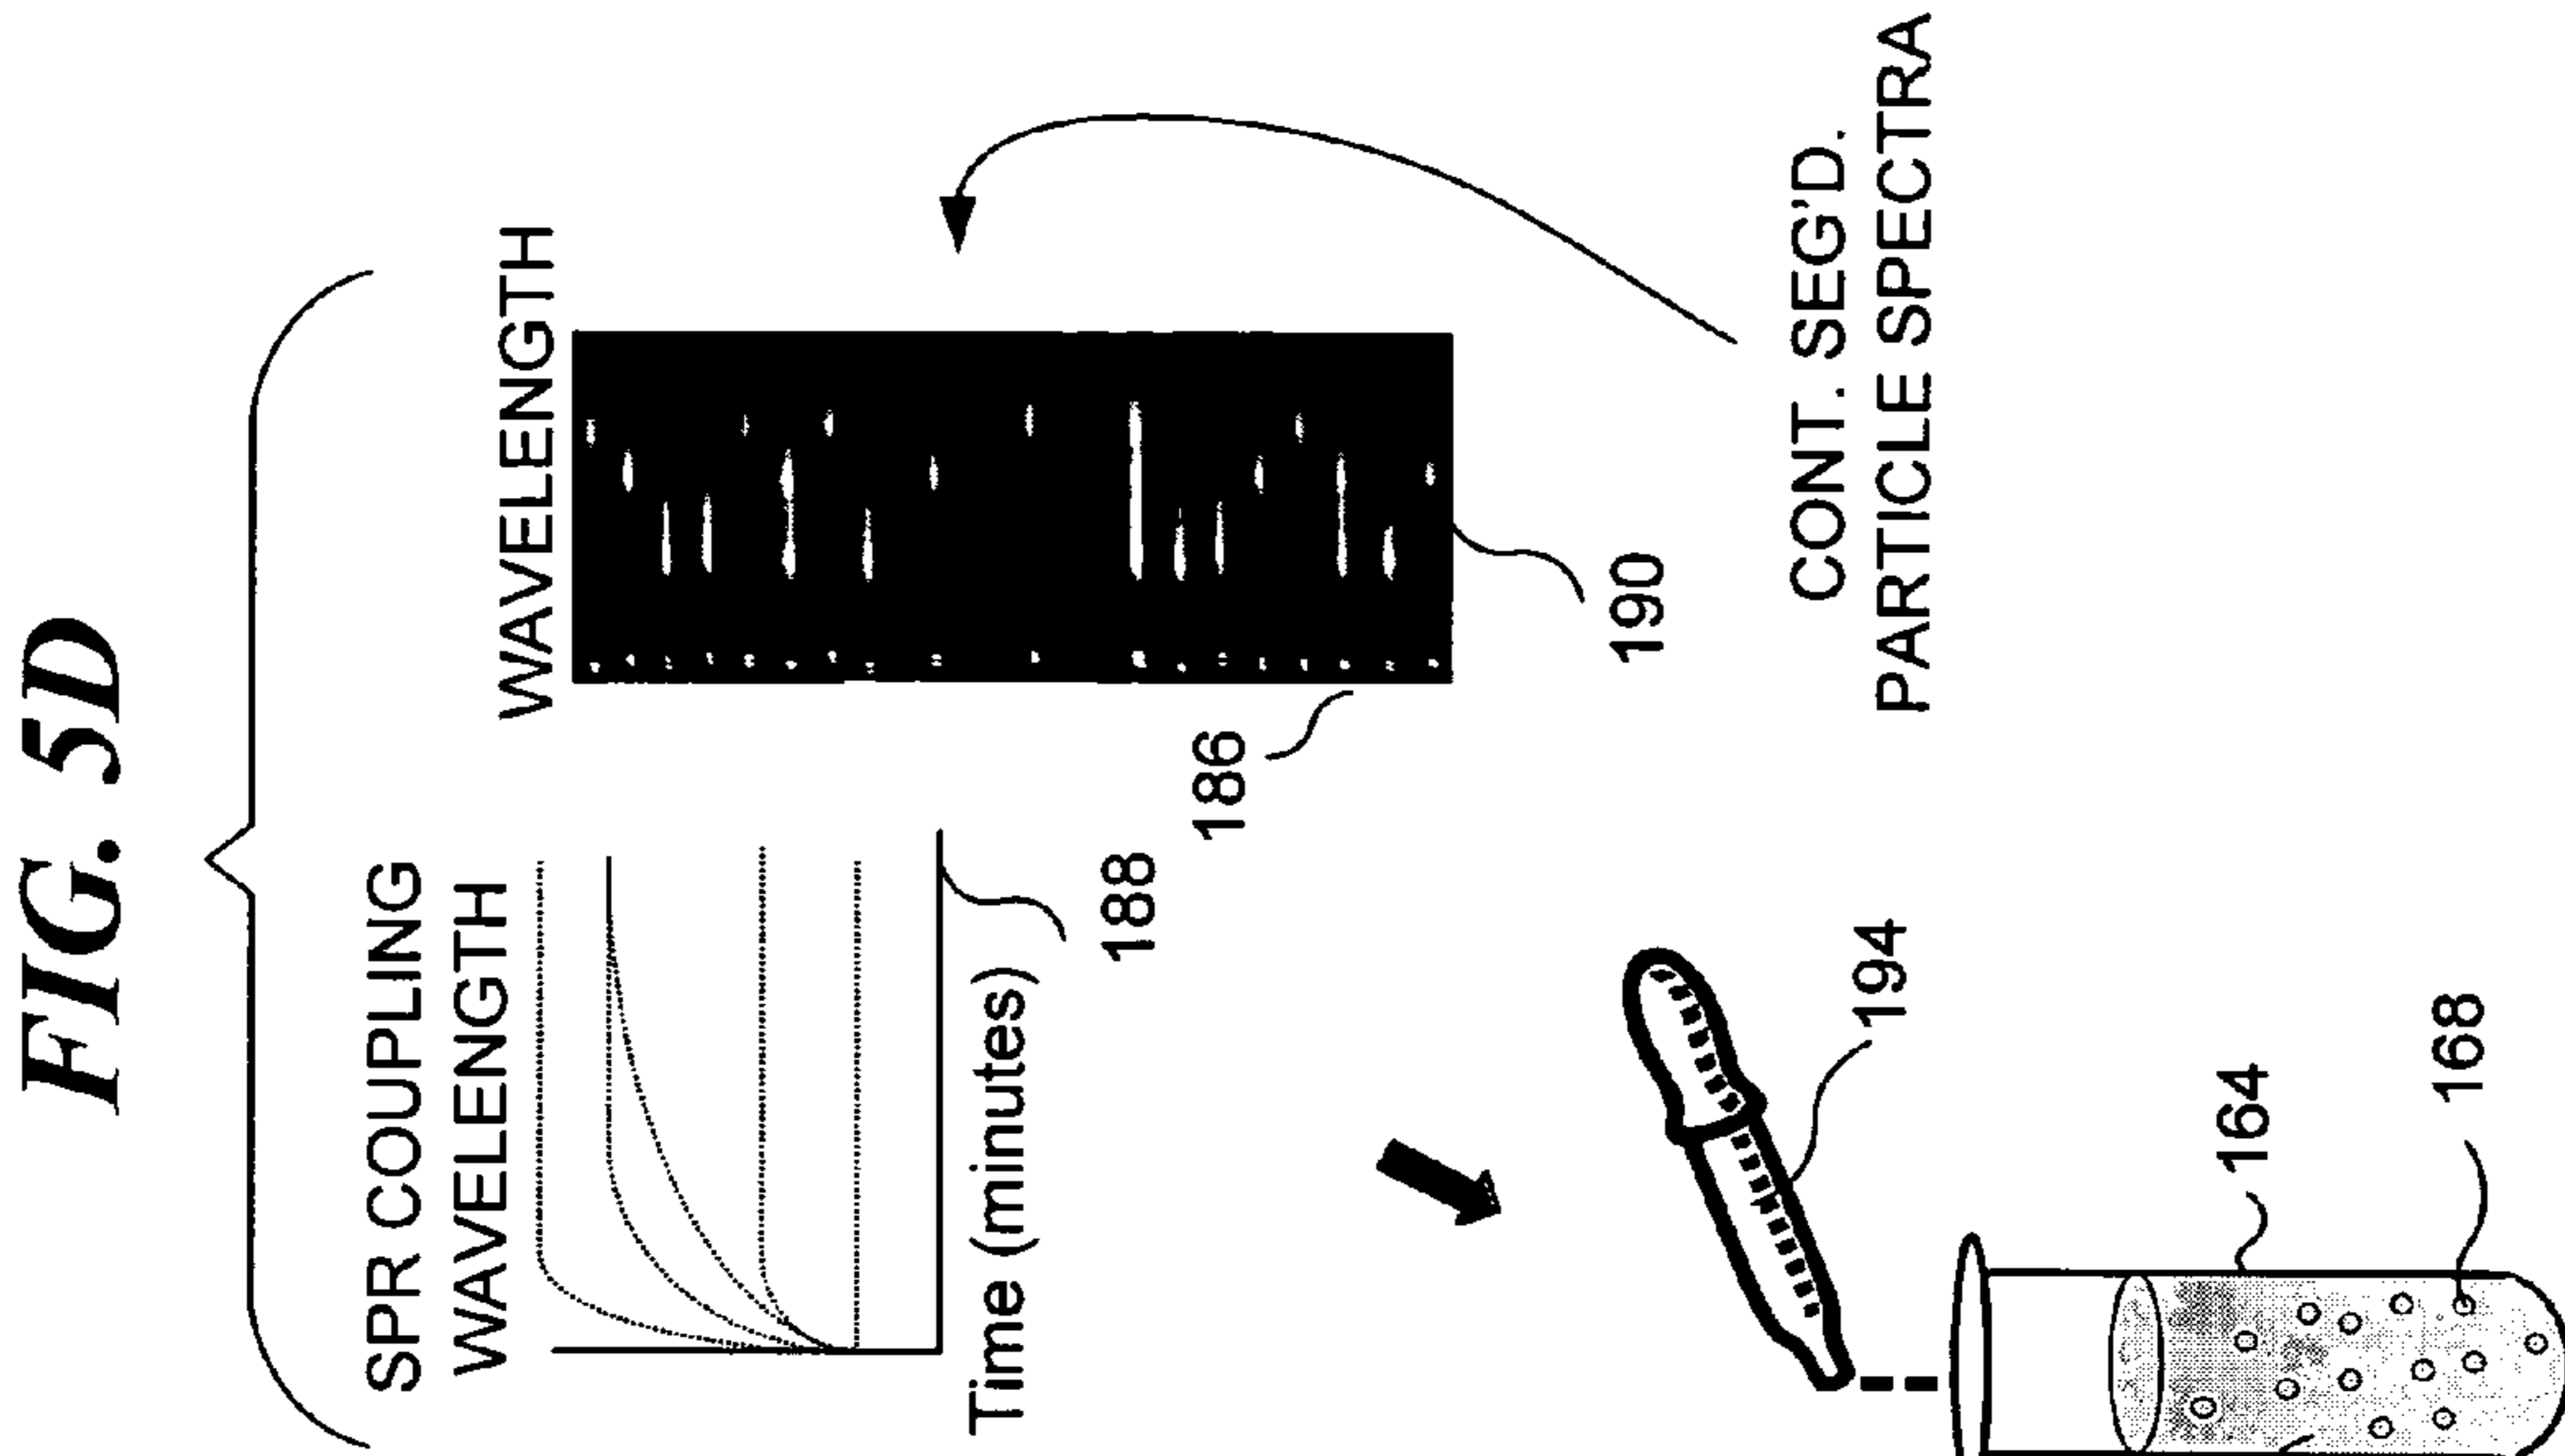 FIG. 5D
SPR COUPLING
WAVELENGTH
Time (minutes)
188
WAVELENGTH
186
190
CONT. SEG'D.
PARTICLE SPECTRA
194
164
168